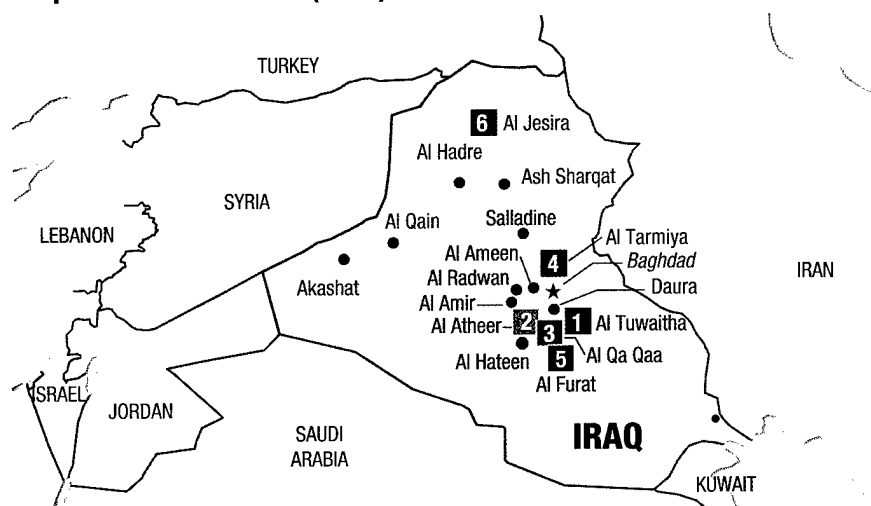 TURKEY
6 Al Jesira
Al Hadre
Ash Sharqat
SYRIA
Salladine
Al Qain
LEBANON
Al Tarmiya
Al Ameen
4
Baghdad
Al Radwan
IRAN
Akashat
Daura
Al Amir
Al Atheer
2
1 Al Tuwaitha
3
Al Qa Qaa
Al Hateen
5
Al Furat
ISRAEL
JORDAN
SAUDI
ARABIA
IRAQ
KUWAIT